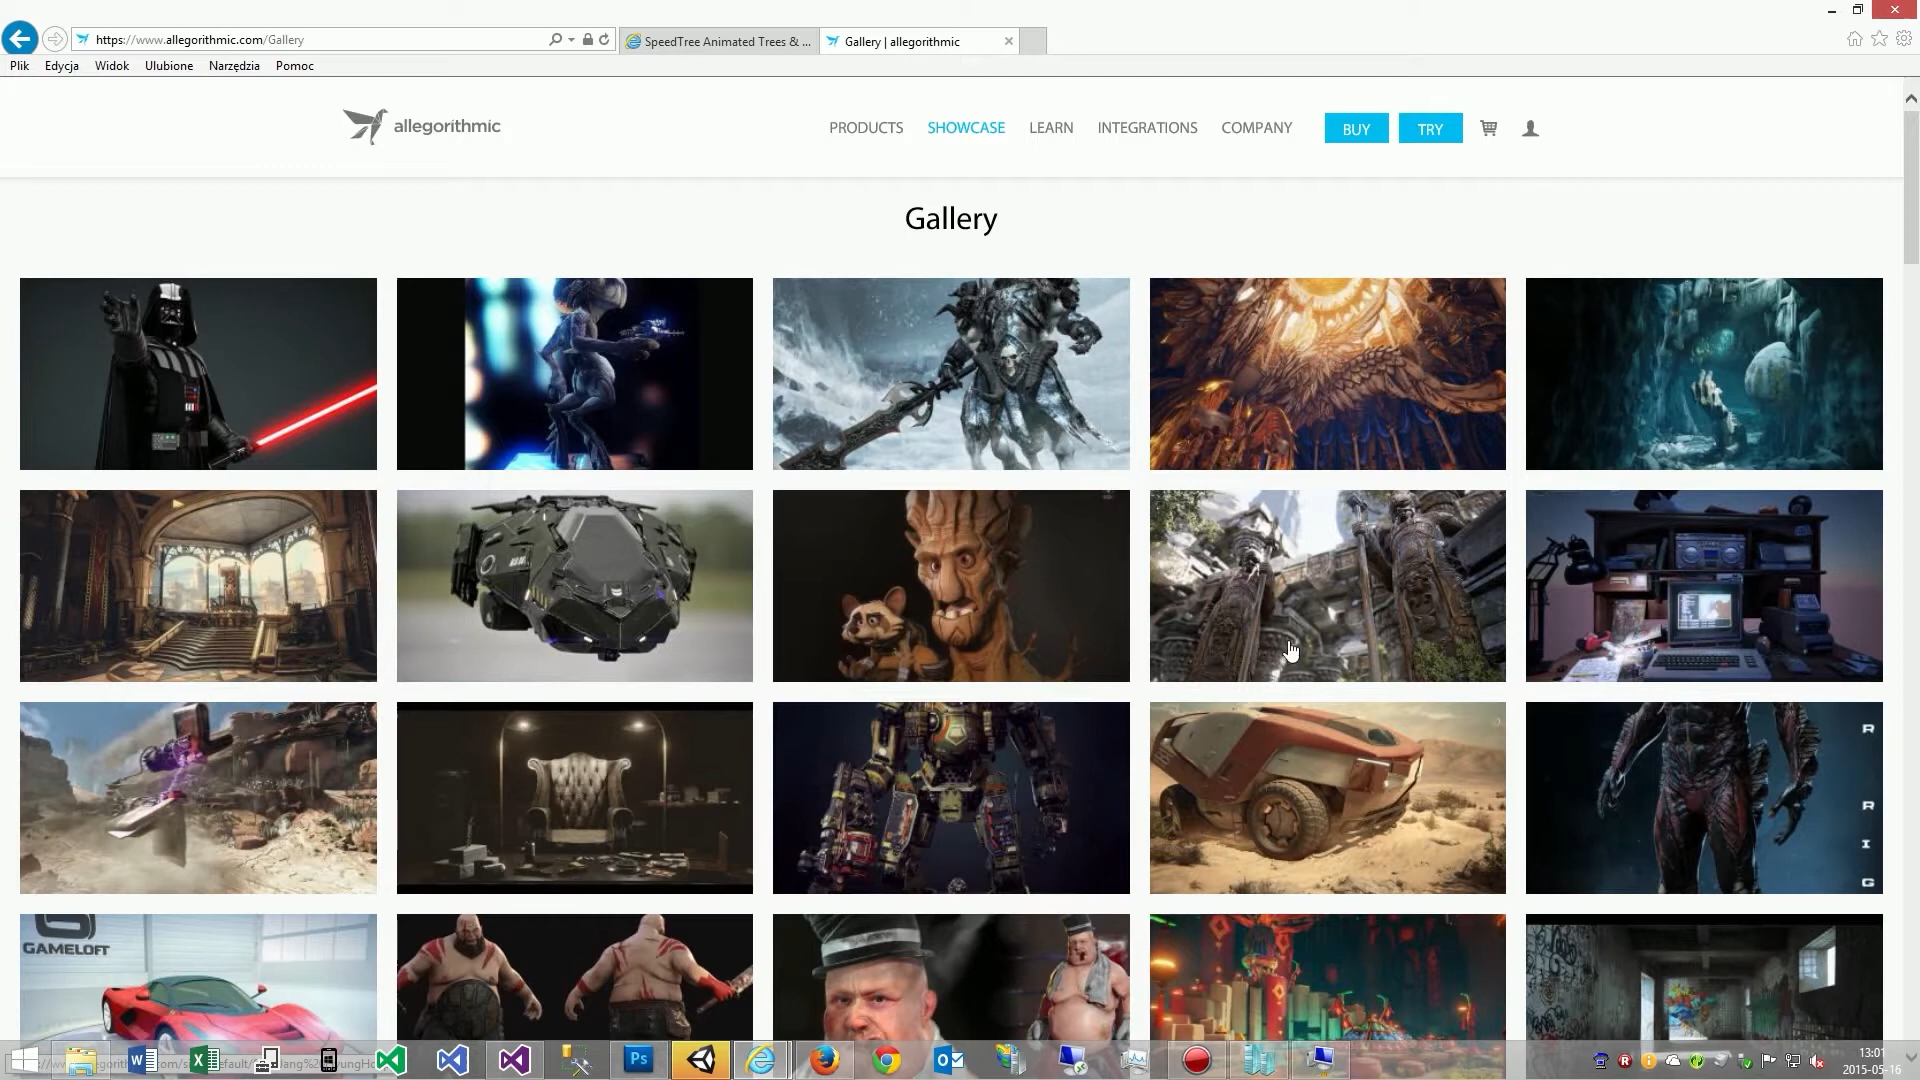 https://www.allegorithmic.com/Gallery
SpeedTree Animated Trees & ...
Gallery | allegorithmic
Plik Edycja Widok Ulubione Narzędzia Pomoc
allegorithmic
PRODUCTS SHOWCASE LEARN INTEGRATIONS COMPANY BUY TRY
Gallery
R
R
I
G
GAMELOFT
Ps
13:01
2015-05-16